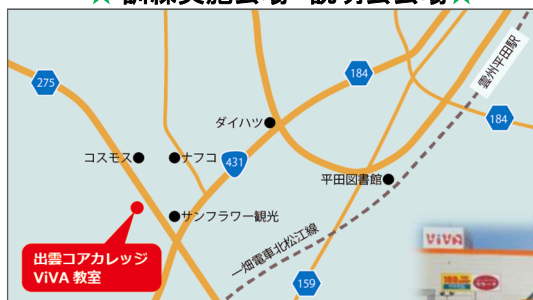 ★訓練実施会場・説明会会場★
275
184
雲州平田駅
184
ダイハツ
コスモス
ナフコ
431
平田図書館
サンフラワー観光
一畑電車北松江線
出雲コアカレッジ
ViVA 教室
159
ViVA